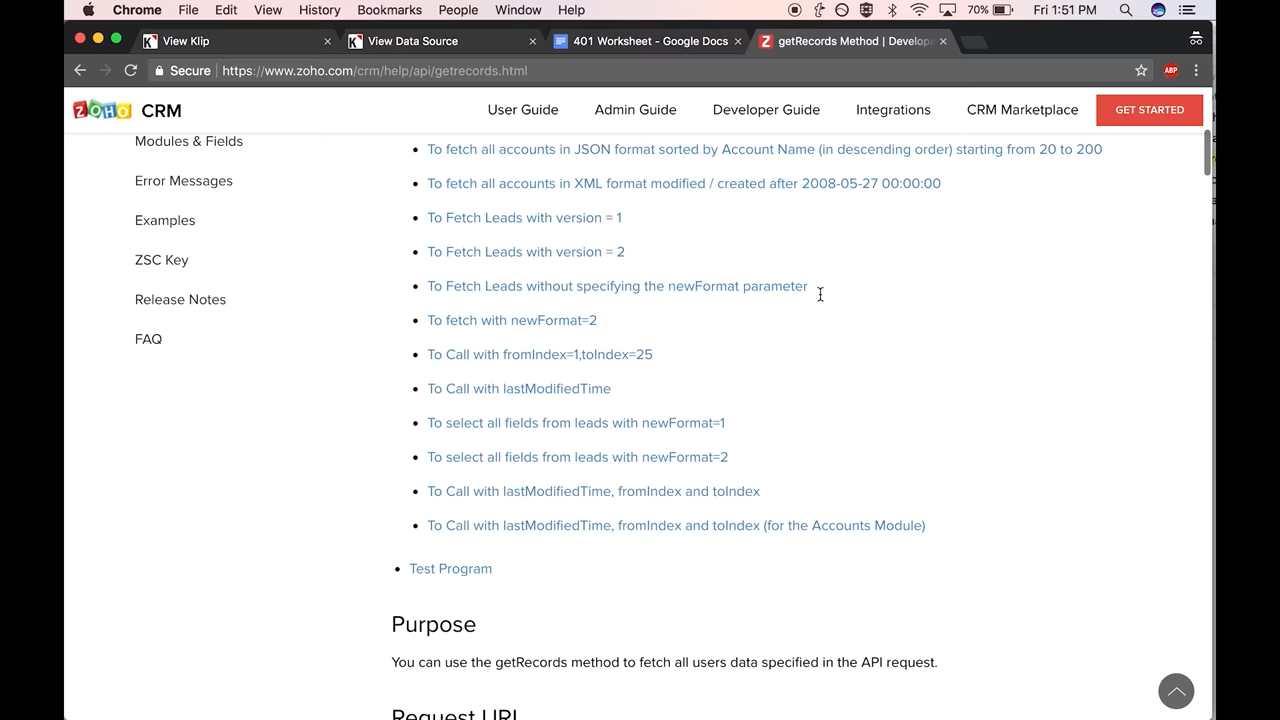 Chrome File Edit View History Bookmarks People Window Help 70% Fri 1:51 PM
View Klip × View Data Source × 401 Worksheet - Google Docs × getRecords Method | Develope ×
Secure https://www.zoho.com/crm/help/api/getrecords.html ABP
ZOHO CRM User Guide Admin Guide Developer Guide Integrations CRM Marketplace GET STARTED
Modules & Fields
Error Messages
Examples
ZSC Key
Release Notes
FAQ
• To fetch all accounts in JSON format sorted by Account Name (in descending order) starting from 20 to 200
• To fetch all accounts in XML format modified / created after 2008-05-27 00:00:00
• To Fetch Leads with version = 1
• To Fetch Leads with version = 2
• To Fetch Leads without specifying the newFormat parameter
• To fetch with newFormat=2
• To Call with fromIndex=1,toIndex=25
• To Call with lastModifiedTime
• To select all fields from leads with newFormat=1
• To select all fields from leads with newFormat=2
• To Call with lastModifiedTime, fromIndex and toIndex
• To Call with lastModifiedTime, fromIndex and toIndex (for the Accounts Module)
• Test Program
Purpose
You can use the getRecords method to fetch all users data specified in the API request.
Request URL